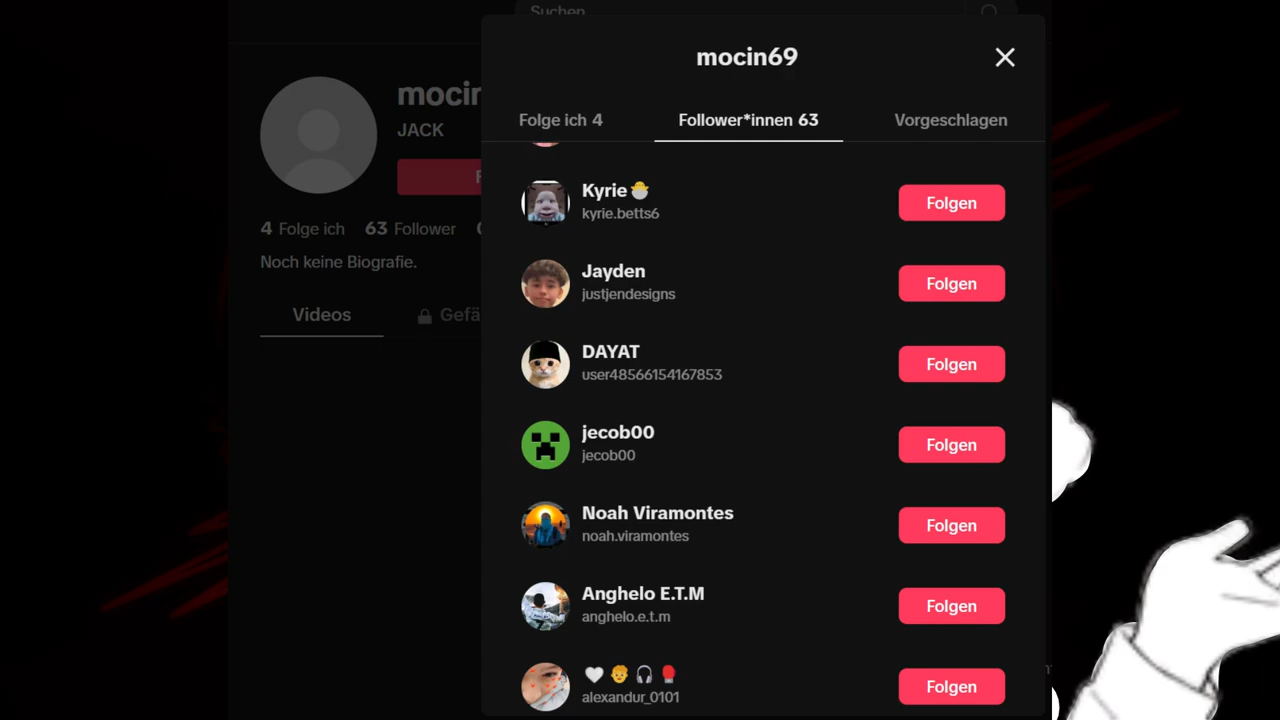 Suchen
mocin69
Folge ich 4
Follower*innen 63
Vorgeschlagen
JACK
4 Folge ich 63 Follower
Noch keine Biografie.
Videos
Kyrie
kyrie.betts6
Folgen
Jayden
justjendesigns
Folgen
DAYAT
user48566154167853
Folgen
jecob00
jecob00
Folgen
Noah Viramontes
noah.viramontes
Folgen
Anghelo E.T.M
anghelo.e.t.m
Folgen
🤍 👨‍🦱 🎧 🥊
alexandur_0101
Folgen